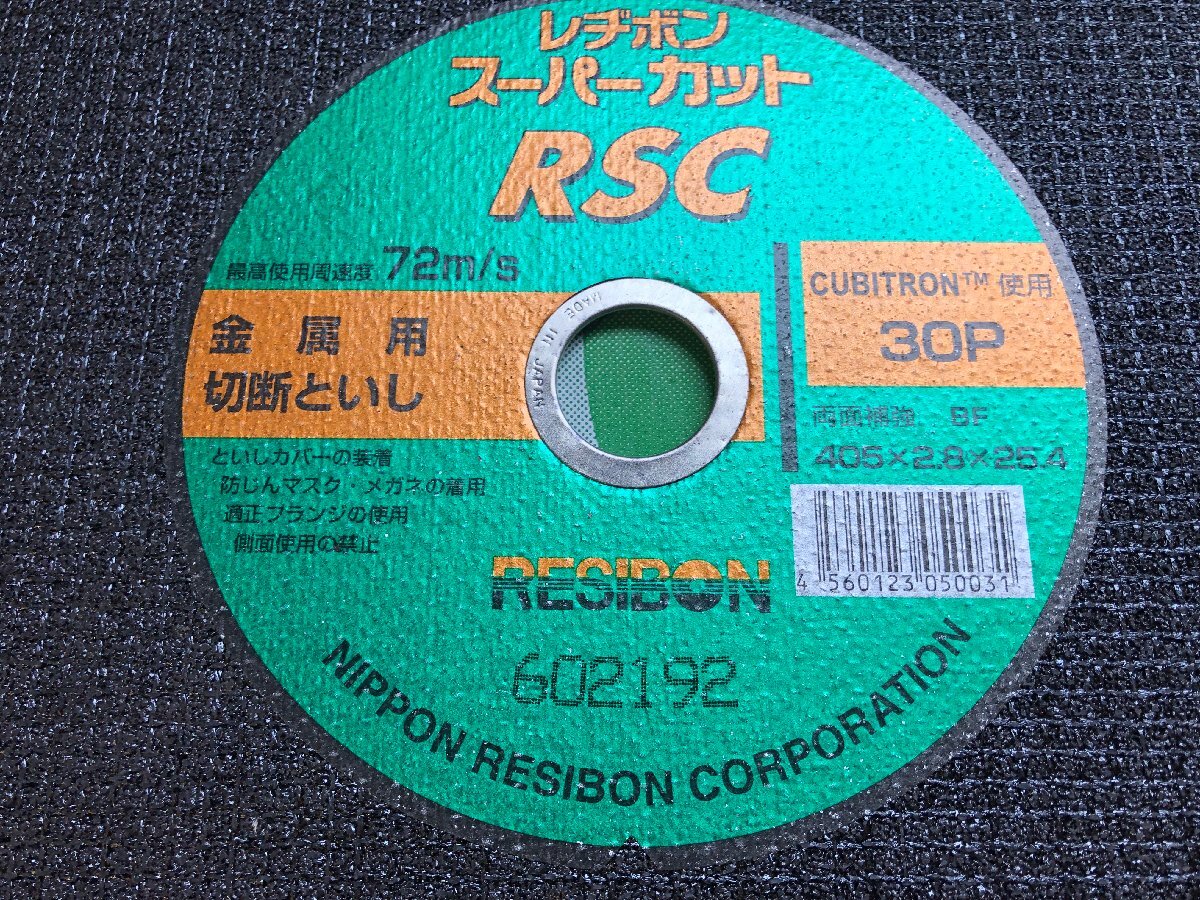 レヂボン
スーパーカット
RSC
最高使用周速度 72m/s
金属用
切断といし
といしカバーの装着
防じんマスク・メガネの着用
適正フランジの使用
側面使用の禁止
MADE IN JAPAN
CUBITRON™ 使用
30P
両面補強 BF
405×2.8×25.4
4 560123 050031
RESIBON
602192
NIPPON RESIBON CORPORATION